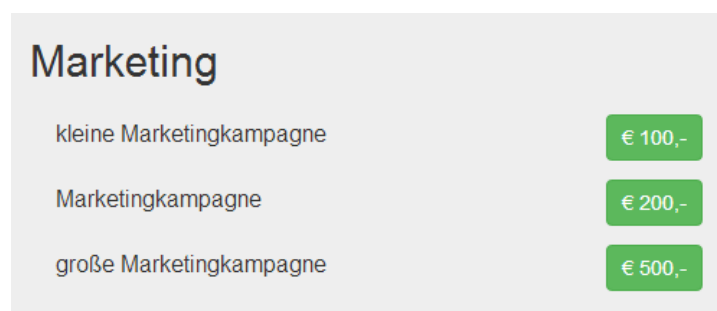 Marketing
kleine Marketingkampagne € 100,-
Marketingkampagne € 200,-
große Marketingkampagne € 500,-